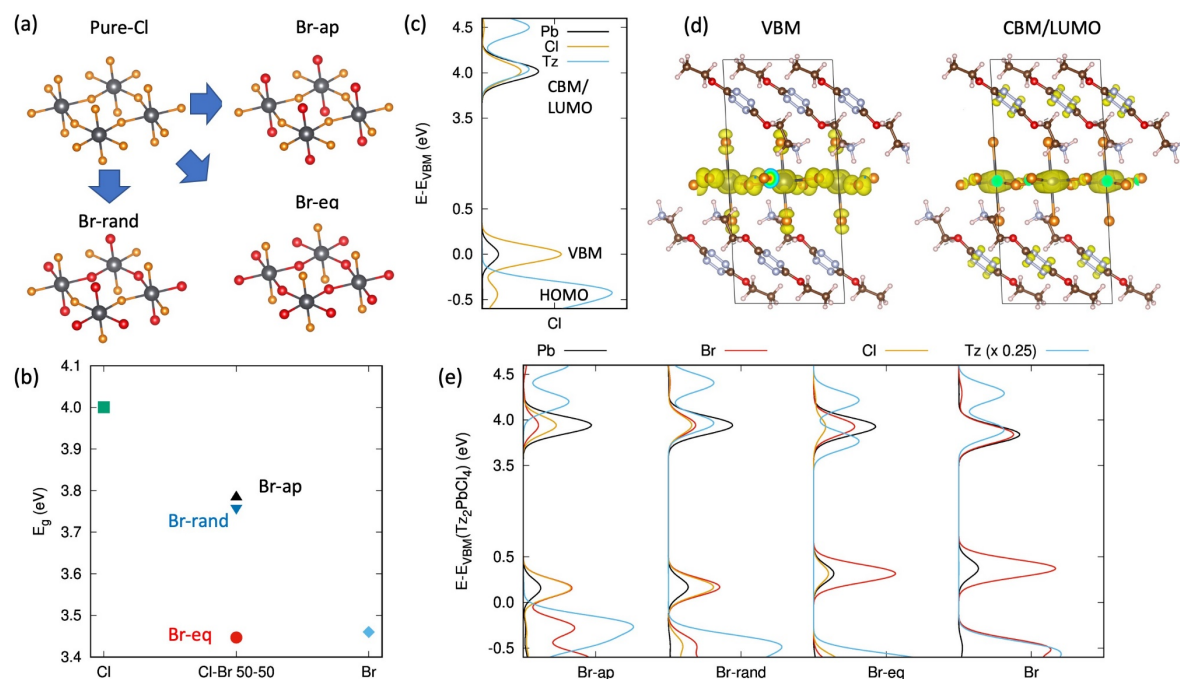 (a)
Pure-Cl
Br-ap
Br-rand
Br-eq
(b)
4.1
4.0
3.9
3.8
3.7
3.6
3.5
3.4
E_g (eV)
Br-ap
Br-rand
Br-eq
Cl
Cl-Br 50-50
Br
(c)
4.5
4.0
3.5
0.5
0.0
-0.5
E-E_VBM (eV)
Pb
Cl
Tz
CBM/
LUMO
VBM
HOMO
Cl
(d)
VBM
CBM/LUMO
(e)
Pb
Br
Cl
Tz (x 0.25)
4.5
4.0
3.5
0.5
0.0
-0.5
E-E_VBM(Tz₂PbCl₄) (eV)
Br-ap
Br-rand
Br-eq
Br